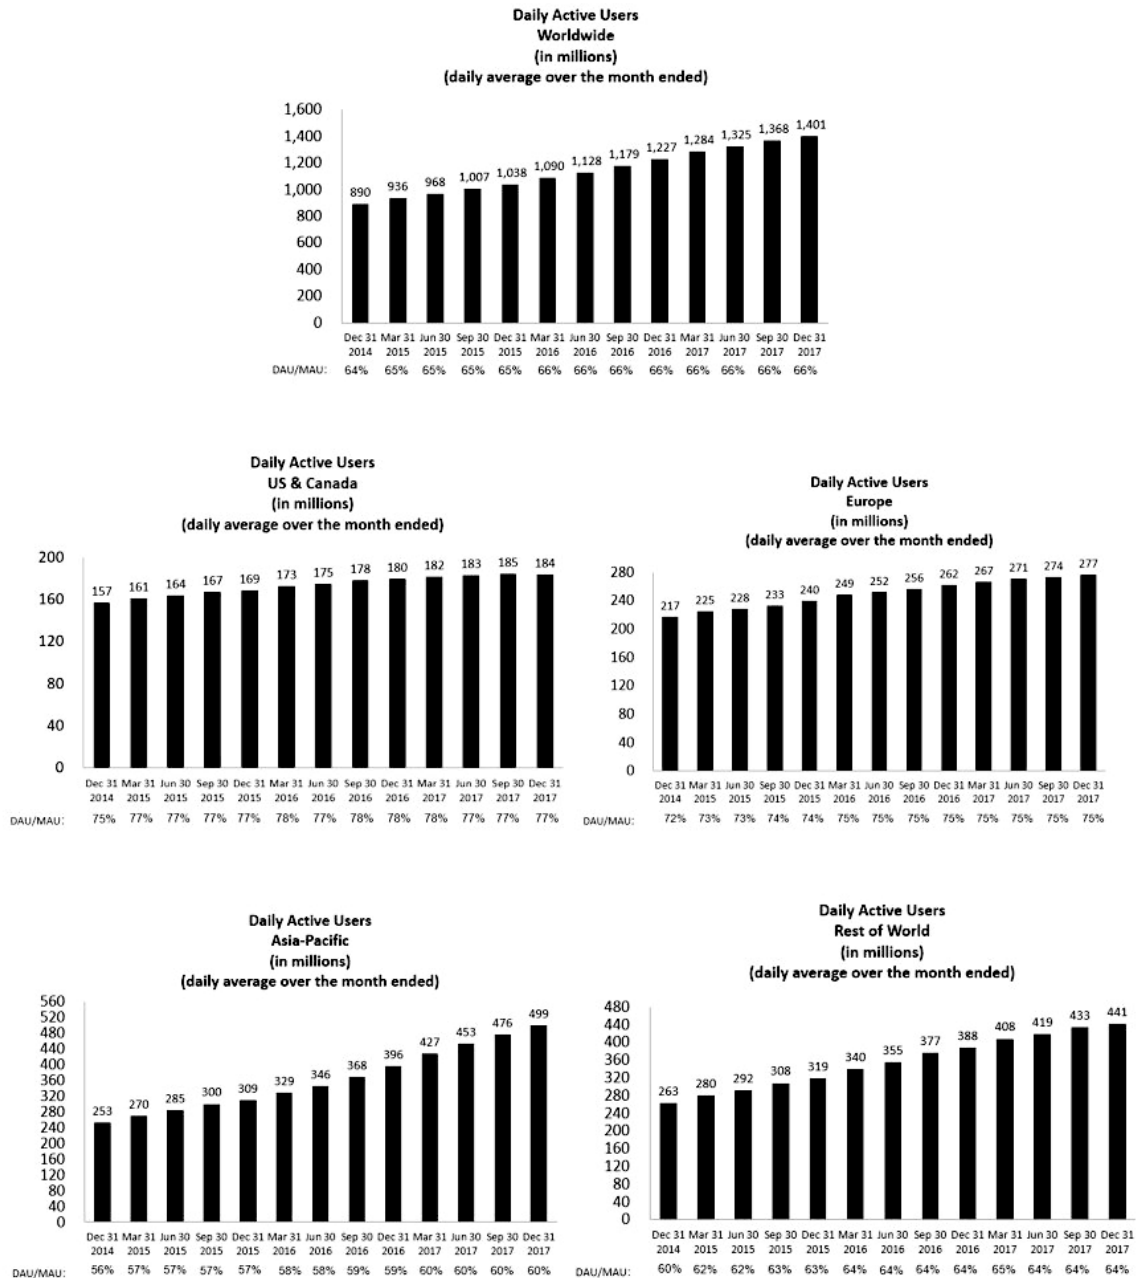 Daily Active Users
Worldwide
(in millions)
(daily average over the month ended)
1,600
1,400
1,200
1,000
800
600
400
200
0
890 936 968 1,007 1,038 1,090 1,128 1,179 1,227 1,284 1,325 1,368 1,401
Dec 31 Mar 31 Jun 30 Sep 30 Dec 31 Mar 31 Jun 30 Sep 30 Dec 31 Mar 31 Jun 30 Sep 30 Dec 31
2014 2015 2015 2015 2015 2016 2016 2016 2016 2017 2017 2017 2017
DAU/MAU: 64% 65% 65% 65% 65% 66% 66% 66% 66% 66% 66% 66% 66%
Daily Active Users
US & Canada
(in millions)
(daily average over the month ended)
200
160
120
80
40
0
157 161 164 167 169 173 175 178 180 182 183 185 184
Dec 31 Mar 31 Jun 30 Sep 30 Dec 31 Mar 31 Jun 30 Sep 30 Dec 31 Mar 31 Jun 30 Sep 30 Dec 31
2014 2015 2015 2015 2015 2016 2016 2016 2016 2017 2017 2017 2017
DAU/MAU: 75% 77% 77% 77% 77% 78% 77% 78% 78% 78% 77% 77% 77%
Daily Active Users
Europe
(in millions)
(daily average over the month ended)
280
240
200
160
120
80
40
0
217 225 228 233 240 249 252 256 262 267 271 274 277
Dec 31 Mar 31 Jun 30 Sep 30 Dec 31 Mar 31 Jun 30 Sep 30 Dec 31 Mar 31 Jun 30 Sep 30 Dec 31
2014 2015 2015 2015 2015 2016 2016 2016 2016 2017 2017 2017 2017
DAU/MAU: 72% 73% 73% 74% 74% 75% 75% 75% 75% 75% 75% 75% 75%
Daily Active Users
Asia-Pacific
(in millions)
(daily average over the month ended)
560
520
480
440
400
360
320
280
240
200
160
120
80
40
0
253 270 285 300 309 329 346 368 396 427 453 476 499
Dec 31 Mar 31 Jun 30 Sep 30 Dec 31 Mar 31 Jun 30 Sep 30 Dec 31 Mar 31 Jun 30 Sep 30 Dec 31
2014 2015 2015 2015 2015 2016 2016 2016 2016 2017 2017 2017 2017
DAU/MAU: 56% 57% 57% 57% 57% 58% 58% 59% 59% 60% 60% 60% 60%
Daily Active Users
Rest of World
(in millions)
(daily average over the month ended)
480
440
400
360
320
280
240
200
160
120
80
40
0
263 280 292 308 319 340 355 377 388 408 419 433 441
Dec 31 Mar 31 Jun 30 Sep 30 Dec 31 Mar 31 Jun 30 Sep 30 Dec 31 Mar 31 Jun 30 Sep 30 Dec 31
2014 2015 2015 2015 2015 2016 2016 2016 2016 2017 2017 2017 2017
DAU/MAU: 60% 62% 62% 63% 63% 64% 64% 64% 64% 65% 64% 64% 64%